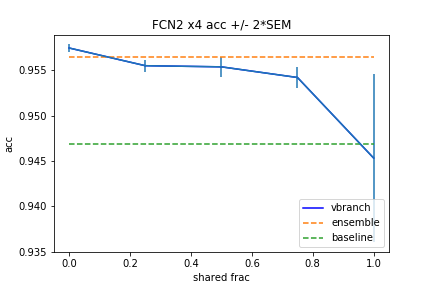 FCN2 x4 acc +/- 2*SEM
acc
0.955
0.950
0.945
0.940
0.935
0.0 0.2 0.4 0.6 0.8 1.0
shared frac
vbranch
ensemble
baseline